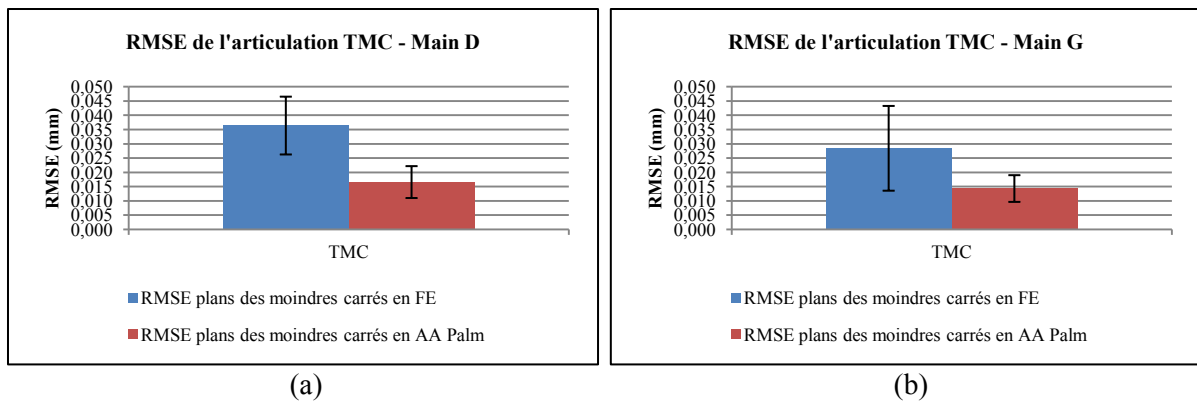 RMSE de l'articulation TMC - Main D
RMSE (mm)
0,050
0,045
0,040
0,035
0,030
0,025
0,020
0,015
0,010
0,005
0,000
TMC
RMSE plans des moindres carrés en FE
RMSE plans des moindres carrés en AA Palm
(a)
RMSE de l'articulation TMC - Main G
RMSE (mm)
0,050
0,045
0,040
0,035
0,030
0,025
0,020
0,015
0,010
0,005
0,000
TMC
RMSE plans des moindres carrés en FE
RMSE plans des moindres carrés en AA Palm
(b)